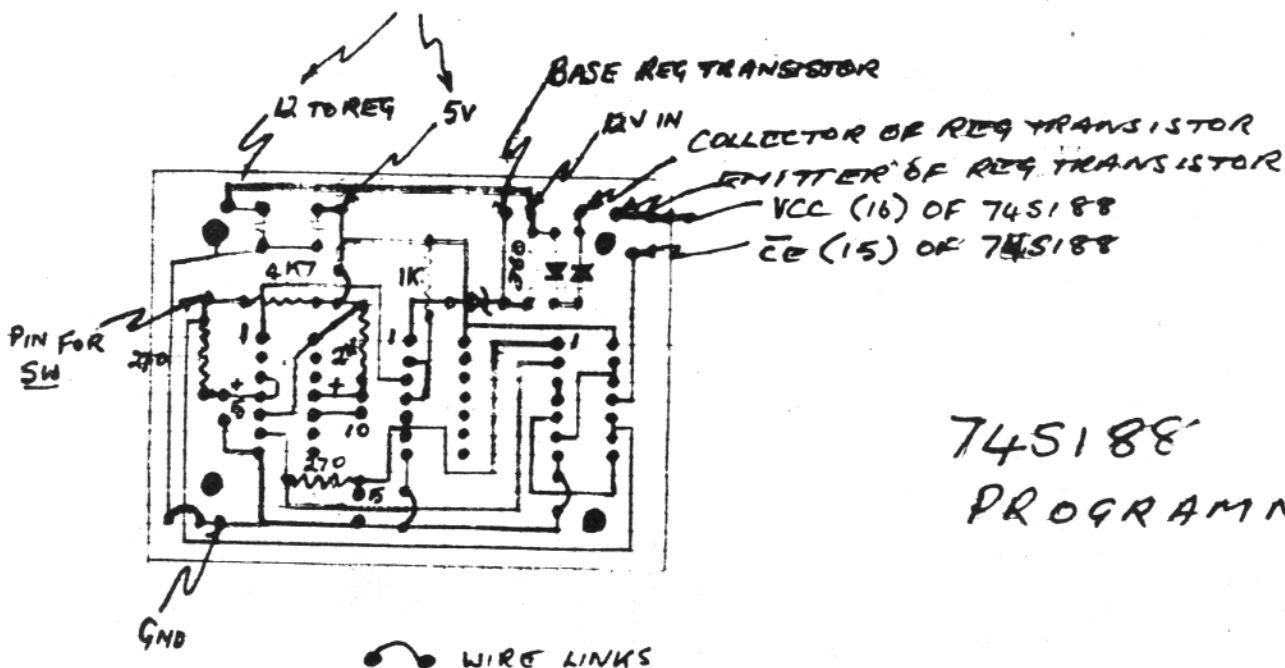 BASE REG TRANSISTOR
12 TO REG
5V
12V IN
COLLECTOR OF REG TRANSISTOR
EMITTER OF REG TRANSISTOR
VCC (16) OF 74S188
CE (15) OF 74S188
4K7
1K
PIN FOR
SW
270
1
1
1
+
+
10
270
74S188
PROGRAMM
GND
WIRE LINKS